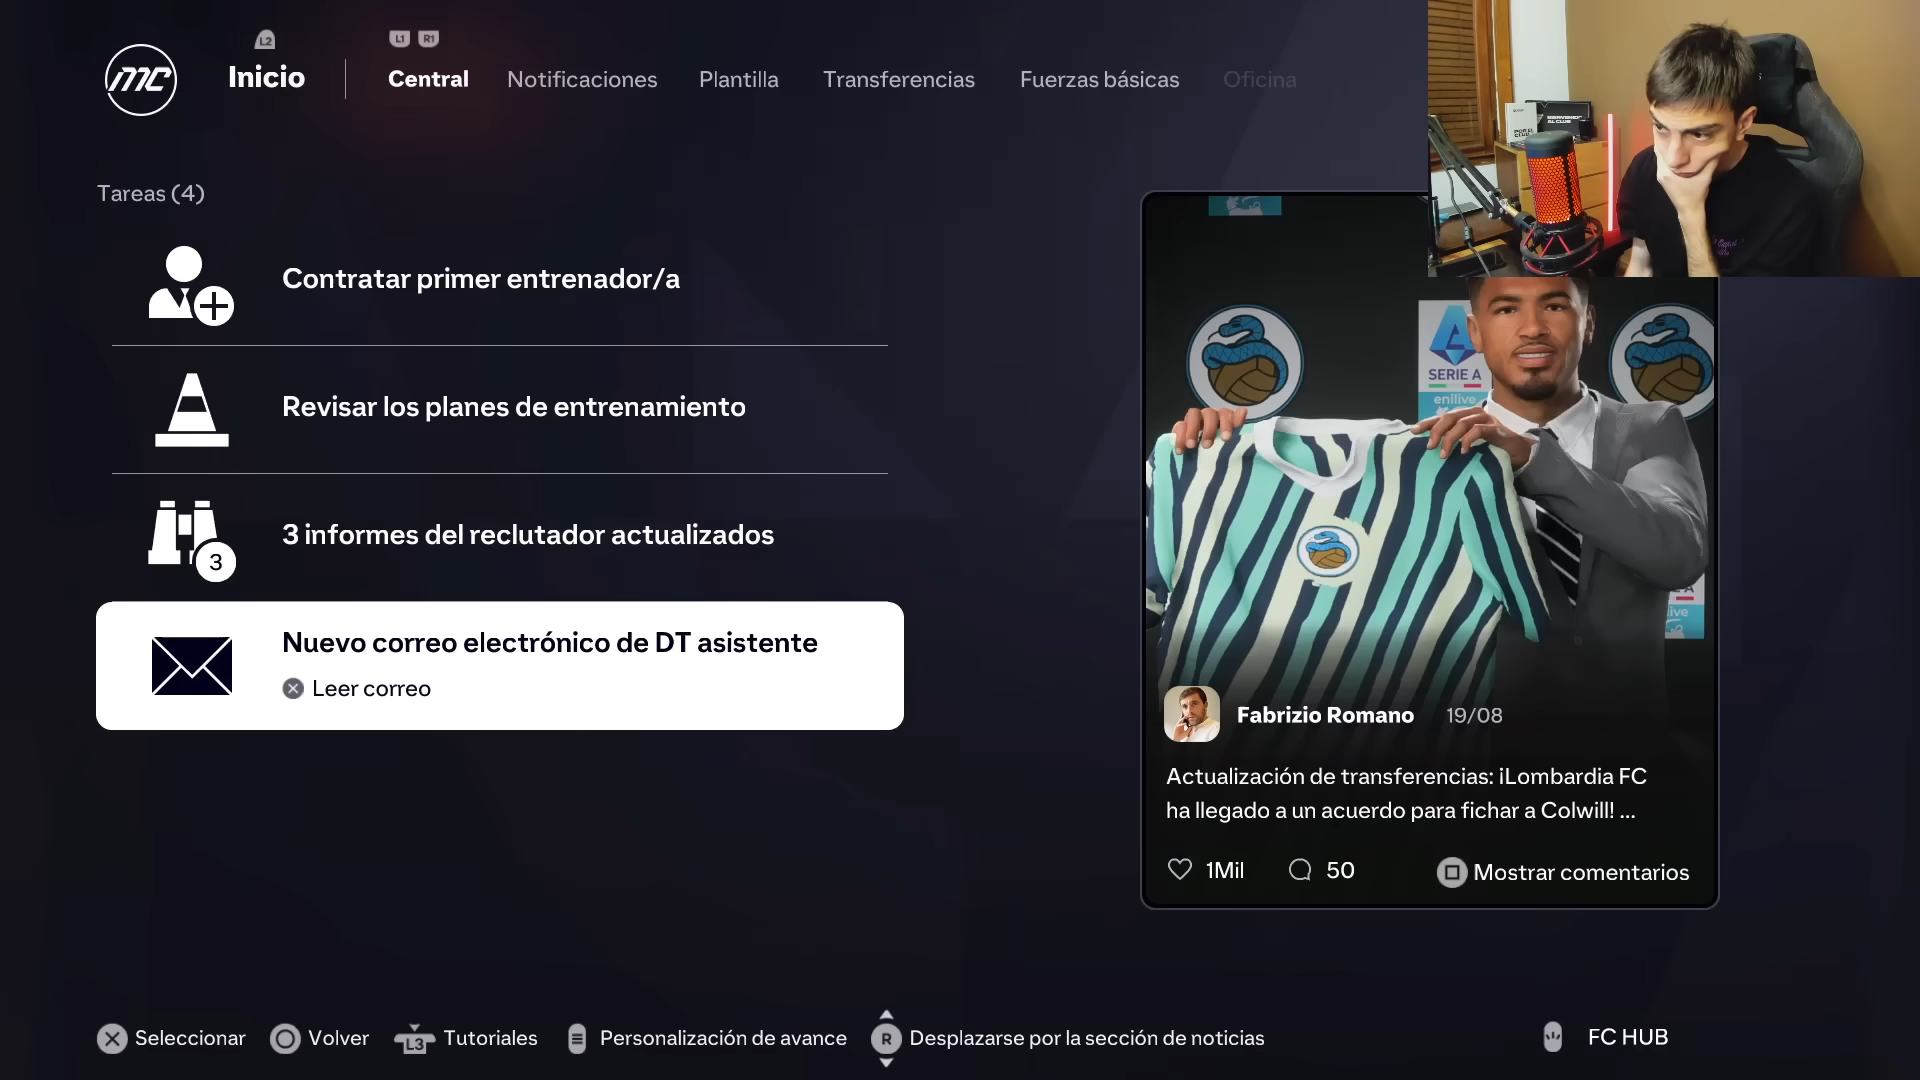 L2
L1 R1
MC
Inicio
Central
Notificaciones
Plantilla
Transferencias
Fuerzas básicas
Oficina
Tareas (4)
Contratar primer entrenador/a
Revisar los planes de entrenamiento
3 informes del reclutador actualizados
3
Nuevo correo electrónico de DT asistente
Leer correo
SERIE A
enilive
Fabrizio Romano 19/08
Actualización de transferencias: ¡Lombardia FC
ha llegado a un acuerdo para fichar a Colwill! ...
1Mil
50
Mostrar comentarios
Seleccionar
Volver
L3 Tutoriales
Personalización de avance
R Desplazarse por la sección de noticias
FC HUB